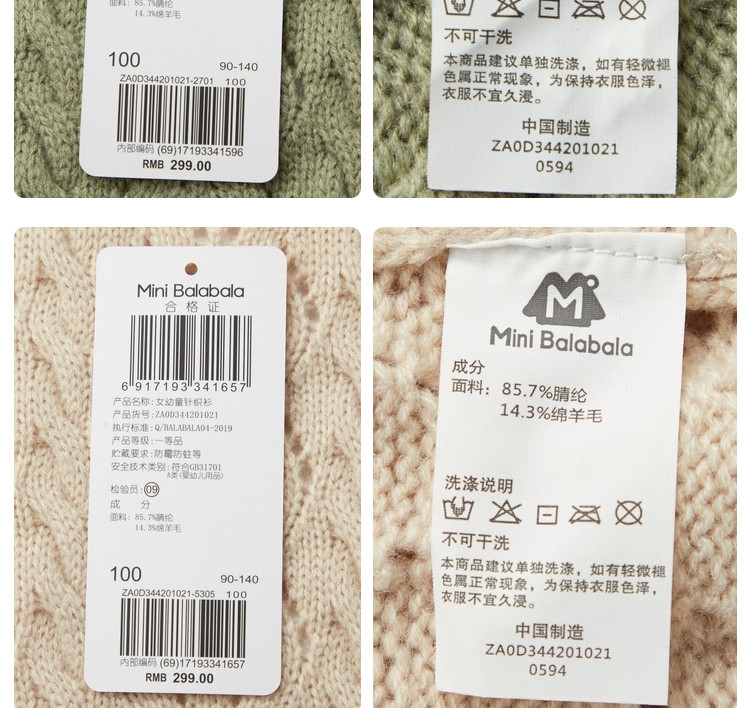 面料: 85.7%腈纶
14.3%绵羊毛
100
90-140
ZA0D344201021-2701 100
内部编码 (69)17193341596
RMB 299.00
不可干洗
本商品建议单独洗涤，如有轻微褪
色属正常现象，为保持衣服色泽，
衣服不宜久浸。
中国制造
ZA0D344201021
0594
Mini Balabala
合格证
6 917193 341657
产品名称: 女幼童针织衫
产品货号: ZA0D344201021
执行标准: Q/BALABALA04-2019
产品等级: 一等品
贮藏要求: 防霉防蛀等
安全技术类别: 符合GB31701
A类(婴幼儿用品)
检验员: 09
成 分
面料: 85.7%腈纶
14.3%绵羊毛
100
90-140
ZA0D344201021-5305 100
内部编码 (69)17193341657
RMB 299.00
M
Mini Balabala
成分
面料: 85.7%腈纶
14.3%绵羊毛
洗涤说明
不可干洗
本商品建议单独洗涤，如有轻微褪
色属正常现象，为保持衣服色泽，
衣服不宜久浸。
中国制造
ZA0D344201021
0594